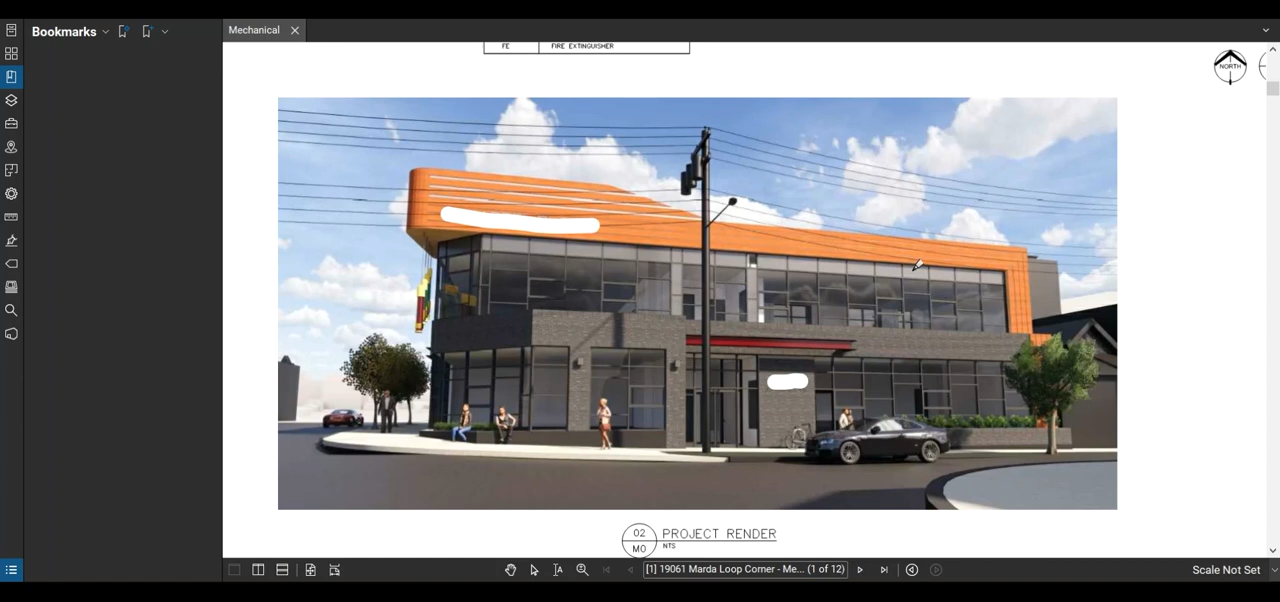 Bookmarks
Mechanical
FE FIRE EXTINGUISHER
NORTH
02 PROJECT RENDER
M0 NTS
[1] 19061 Marda Loop Corner - Me... (1 of 12)
Scale Not Set